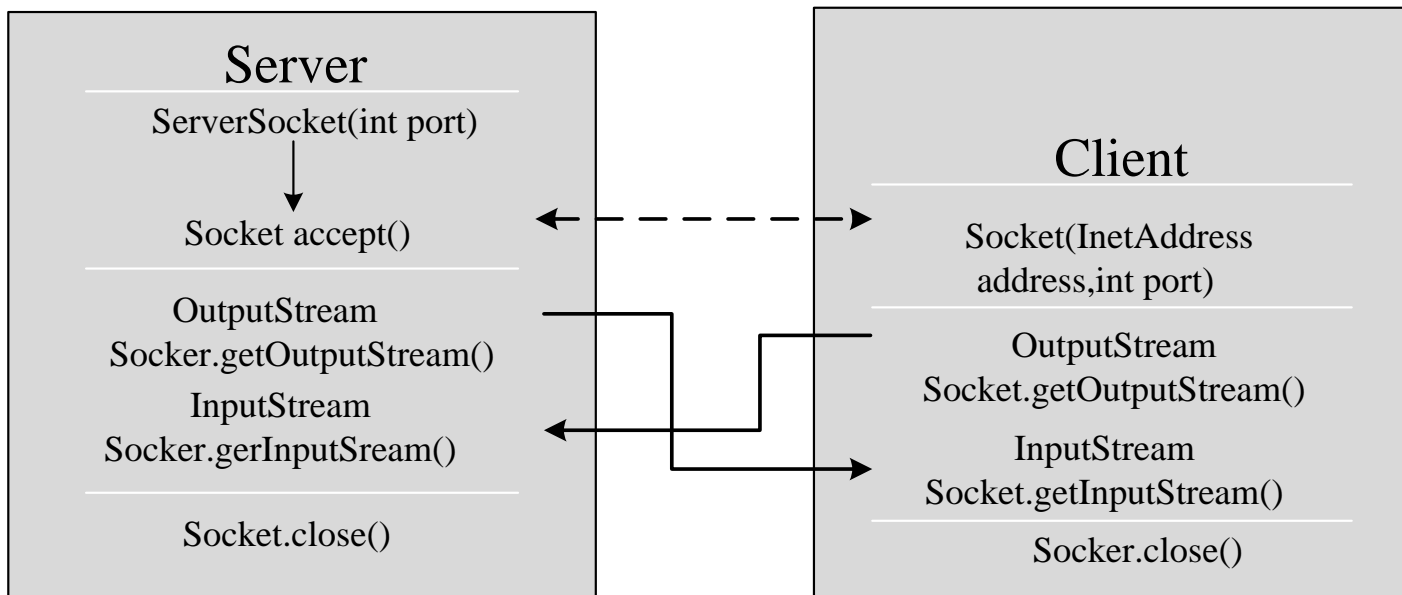 Server
ServerSocket(int port)
Socket accept()
OutputStream
Socker.getOutputStream()
InputStream
Socker.gerInputSream()
Socket.close()
Client
Socket(InetAddress
address,int port)
OutputStream
Socket.getOutputStream()
InputStream
Socket.getInputStream()
Socker.close()